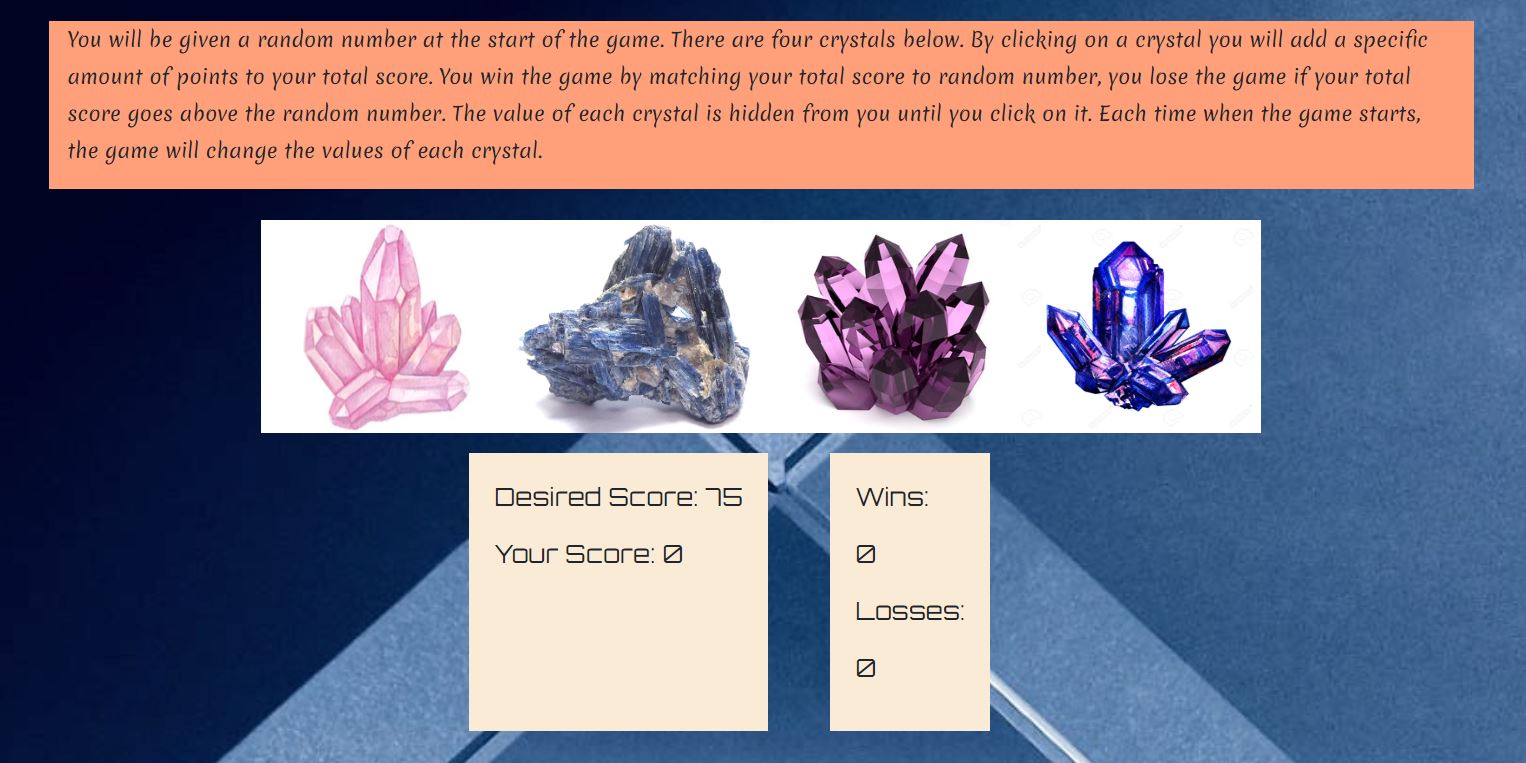 You will be given a random number at the start of the game. There are four crystals below. By clicking on a crystal you will add a specific
amount of points to your total score. You win the game by matching your total score to random number, you lose the game if your total
score goes above the random number. The value of each crystal is hidden from you until you click on it. Each time when the game starts,
the game will change the values of each crystal.
Desired Score: 75
Your Score: 0
Wins:
0
Losses:
0